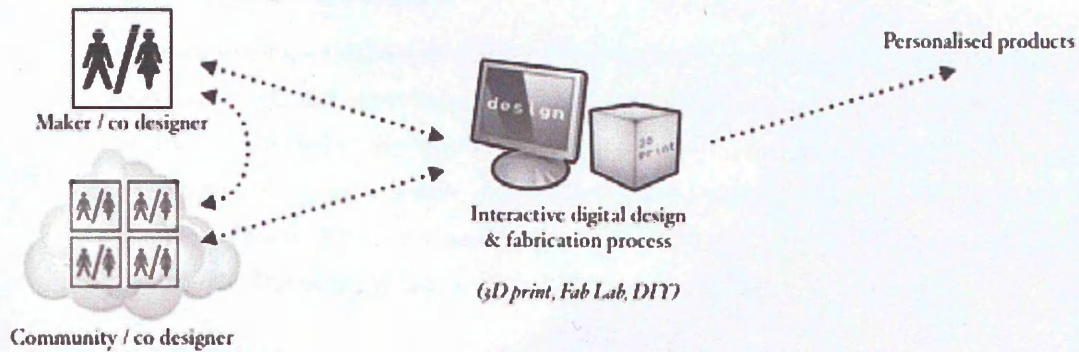 Maker / co designer
Community / co designer
design
3D
print
Interactive digital design
& fabrication process
(3D print, Fab Lab, DIY)
Personalised products